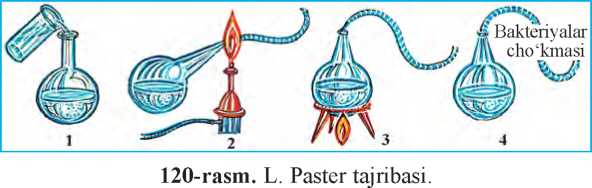 Bakteriyalar
cho‘kmasi
1
2
3
4
120-rasm. L. Paster tajribasi.